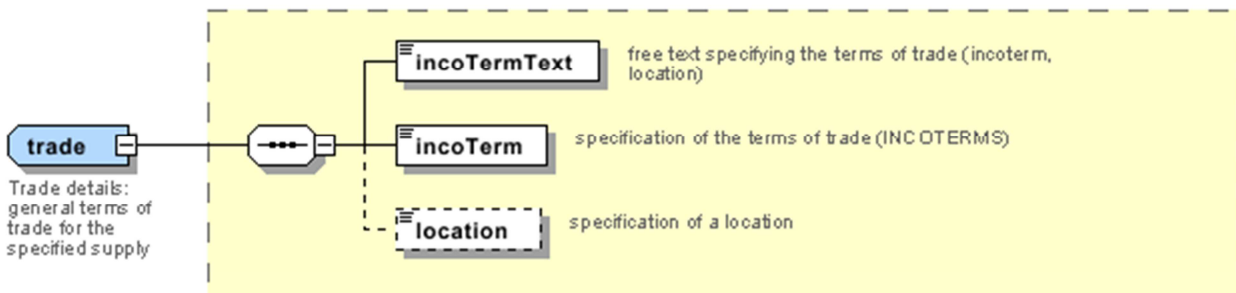 incoTermText
free text specifying the terms of trade (incoterm,
location)
trade
incoTerm
specification of the terms of trade (INCOTERMS)
Trade details:
general terms of
trade for the
specified supply
location
specification of a location